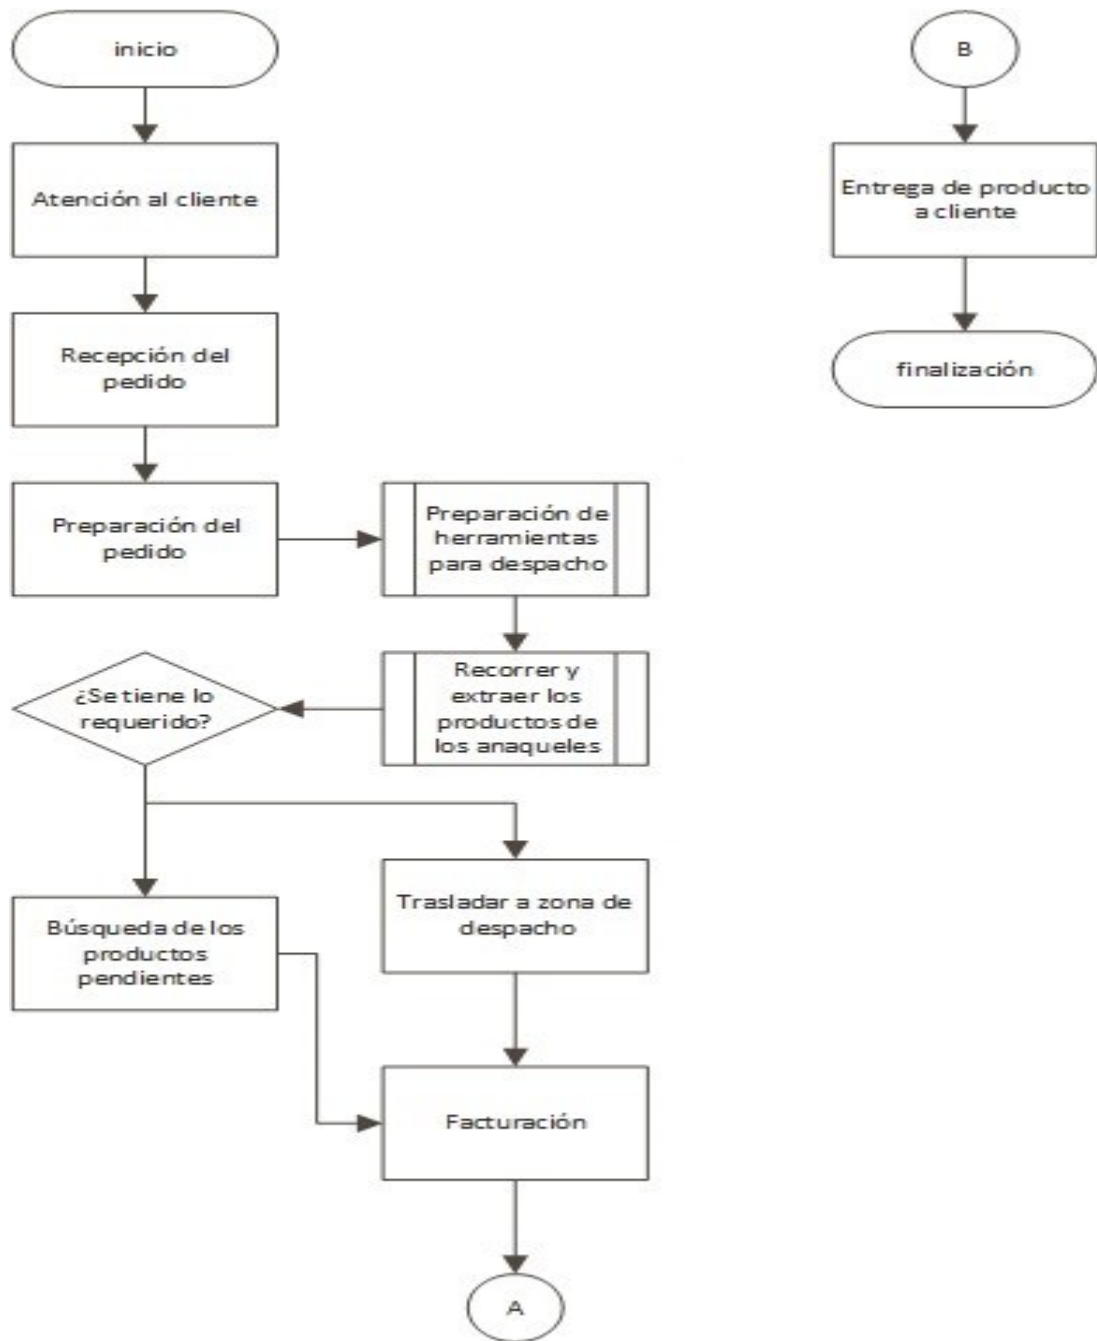 inicio
Atención al cliente
Recepción del
pedido
Preparación del
pedido
Preparación de
herramientas
para despacho
Recorrer y
extraer los
productos de
los anaqueles
¿Se tiene lo
requerido?
Búsqueda de los
productos
pendientes
Trasladar a zona de
despacho
Facturación
A
B
Entrega de producto
a cliente
finalización